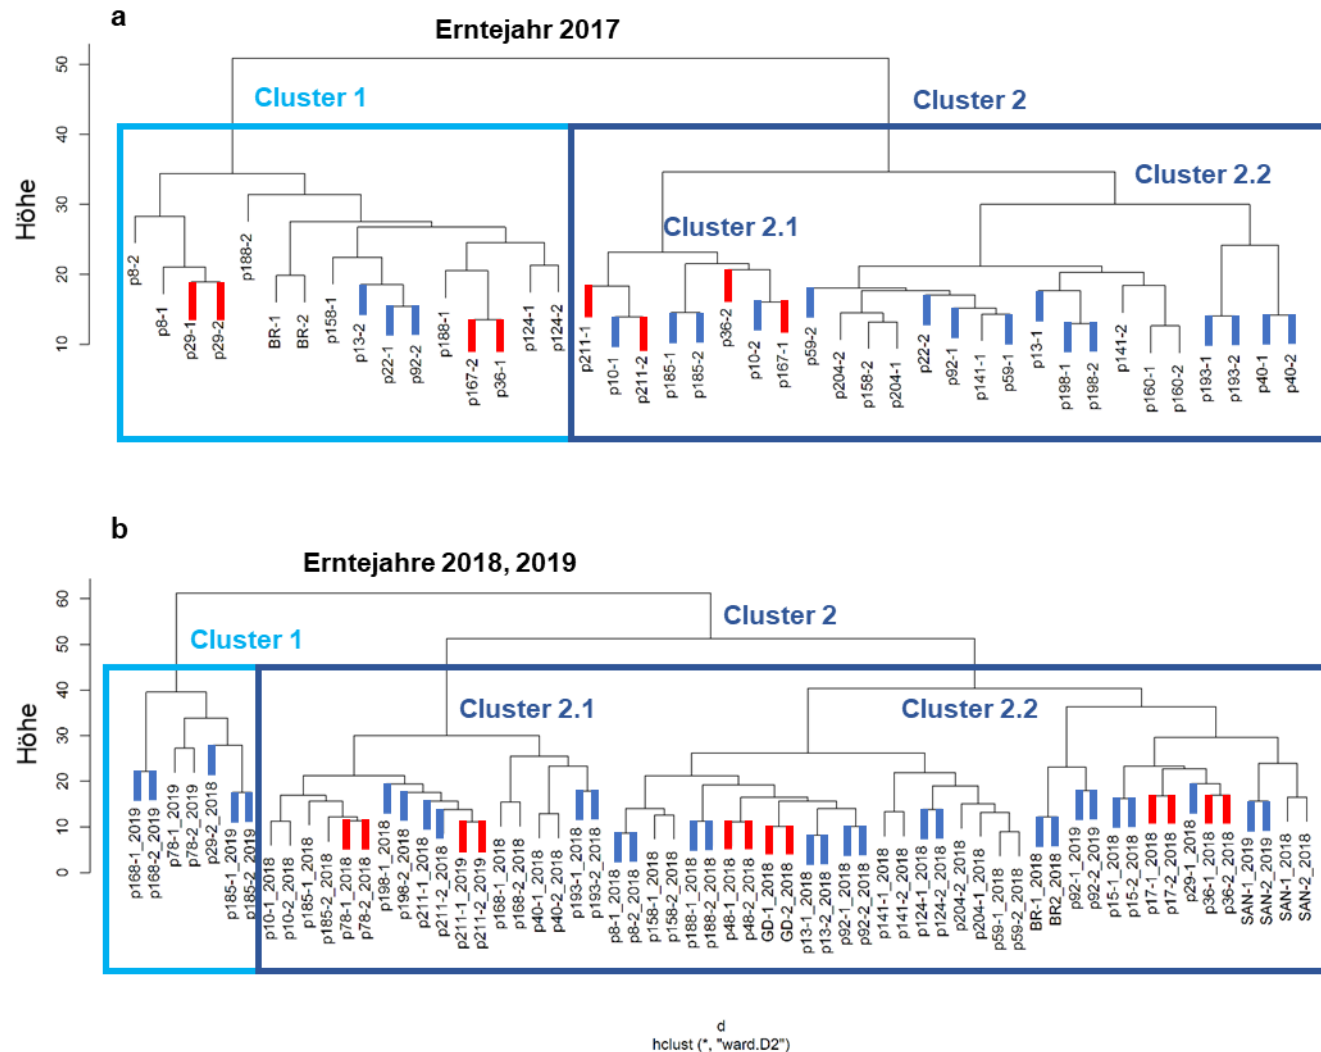 a
Erntejahr 2017
Höhe
50
40
30
20
10
Cluster 1
Cluster 2
Cluster 2.1
Cluster 2.2
p8-2
p8-1
p29-1
p29-2
p188-2
BR-1
BR-2
p158-1
p13-2
p22-1
p92-2
p188-1
p167-2
p36-1
p124-1
p124-2
p211-1
p10-1
p211-2
p185-1
p185-2
p36-2
p10-2
p167-1
p59-2
p204-2
p158-2
p204-1
p22-2
p92-1
p141-1
p59-1
p13-1
p198-1
p198-2
p141-2
p160-1
p160-2
p193-1
p193-2
p40-1
p40-2
b
Erntejahre 2018, 2019
Höhe
60
50
40
30
20
10
0
Cluster 1
Cluster 2
Cluster 2.1
Cluster 2.2
p168-1_2019
p168-2_2019
p78-1_2019
p78-2_2019
p29-2_2018
p185-1_2019
p185-2_2019
p10-1_2018
p10-2_2018
p185-1_2018
p185-2_2018
p78-1_2018
p78-2_2018
p198-1_2018
p198-2_2018
p211-1_2018
p211-2_2018
p211-1_2019
p211-2_2019
p168-1_2018
p168-2_2018
p40-1_2018
p40-2_2018
p193-1_2018
p193-2_2018
p8-1_2018
p8-2_2018
p158-1_2018
p158-2_2018
p188-1_2018
p188-2_2018
p48-1_2018
p48-2_2018
GD-1_2018
GD-2_2018
p13-1_2018
p13-2_2018
p92-1_2018
p92-2_2018
p141-1_2018
p141-2_2018
p124-1_2018
p124-2_2018
p204-2_2018
p204-1_2018
p59-1_2018
p59-2_2018
BR-1_2018
BR2_2018
p92-1_2019
p92-2_2019
p15-1_2018
p15-2_2018
p17-1_2018
p17-2_2018
p29-1_2018
p36-1_2018
p36-2_2018
SAN-1_2019
SAN-2_2019
SAN-1_2018
SAN-2_2018
d
hclust (*, "ward.D2")